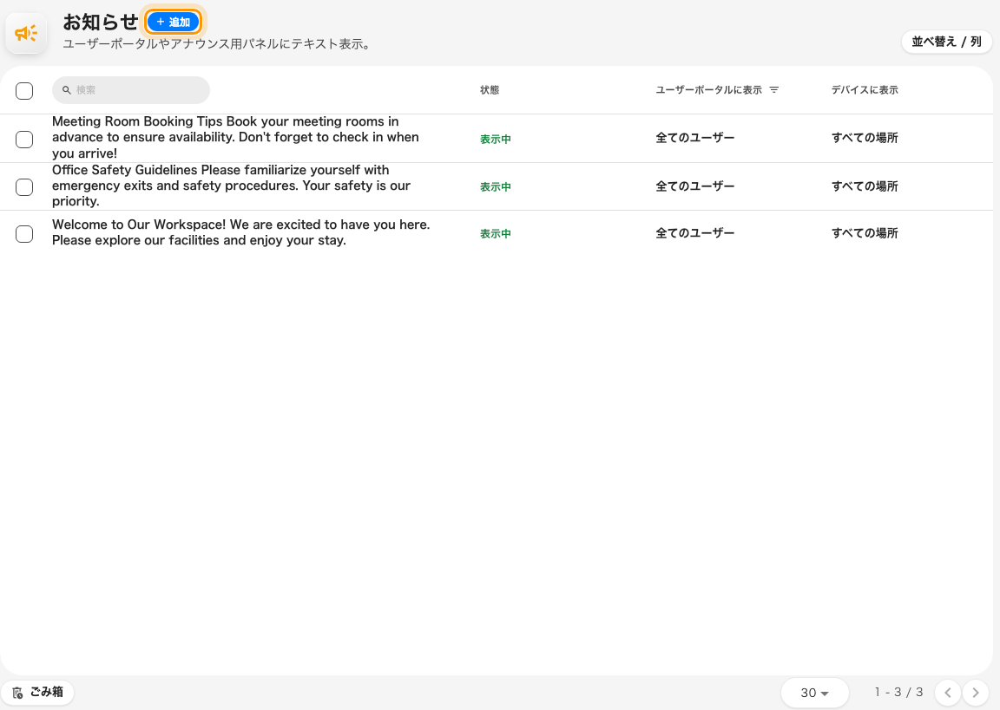 お知らせ
+ 追加
ユーザーポータルやアナウンス用パネルにテキスト表示。
並べ替え / 列
検索
状態
ユーザーポータルに表示
デバイスに表示
Meeting Room Booking Tips Book your meeting rooms in
advance to ensure availability. Don't forget to check in when
you arrive!
表示中
全てのユーザー
すべての場所
Office Safety Guidelines Please familiarize yourself with
emergency exits and safety procedures. Your safety is our
priority.
表示中
全てのユーザー
すべての場所
Welcome to Our Workspace! We are excited to have you here.
Please explore our facilities and enjoy your stay.
表示中
全てのユーザー
すべての場所
ごみ箱
30
1 - 3 / 3